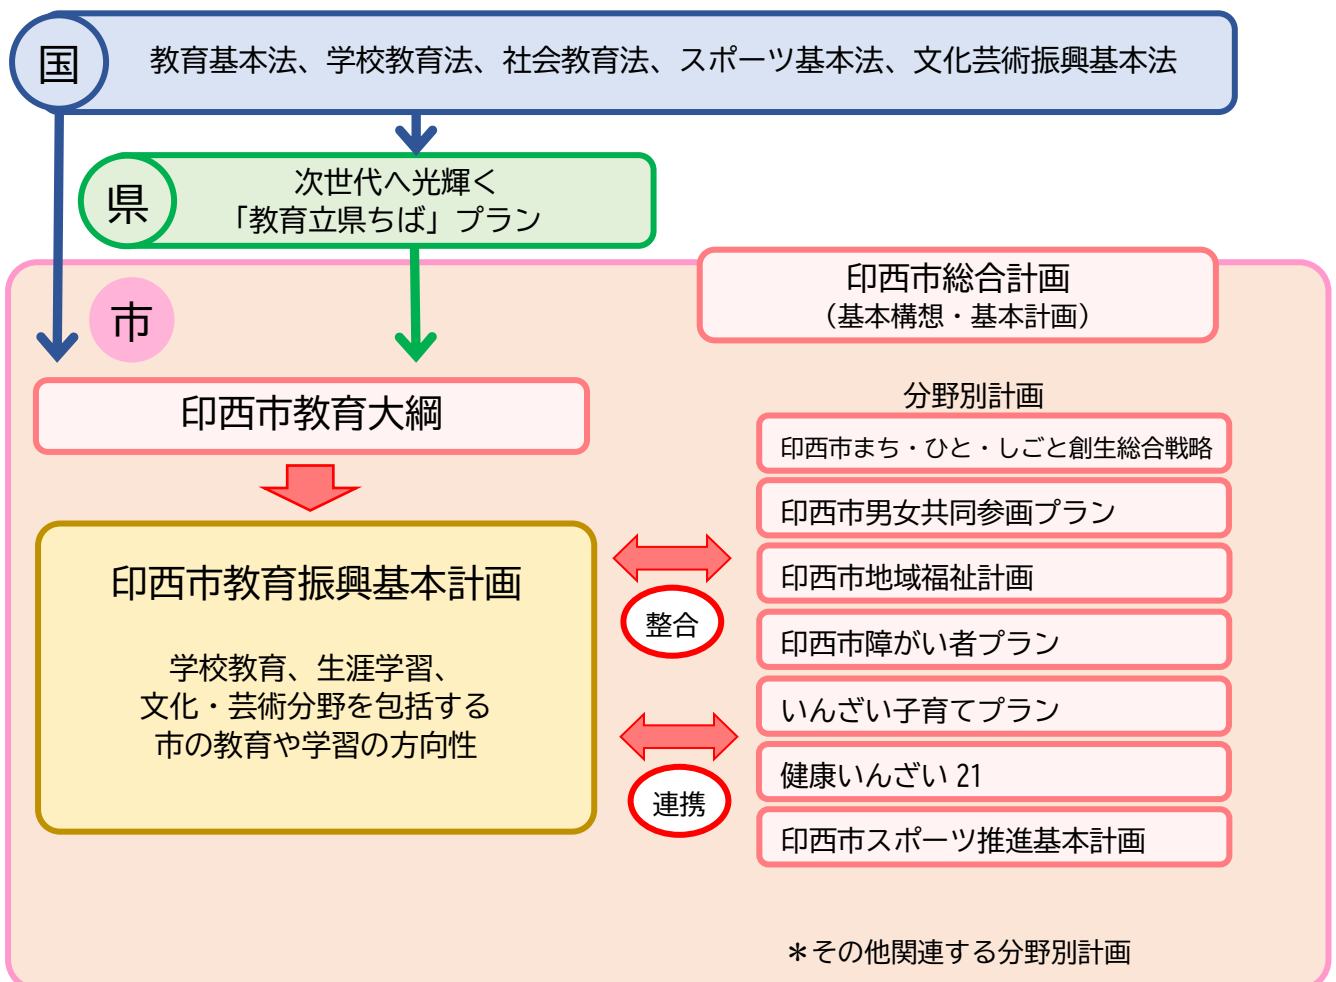 国
教育基本法、学校教育法、社会教育法、スポーツ基本法、文化芸術振興基本法
県
次世代へ光輝く
「教育立県ちば」プラン
市
印西市総合計画
（基本構想・基本計画）
印西市教育大綱
印西市教育振興基本計画
学校教育、生涯学習、
文化・芸術分野を包括する
市の教育や学習の方向性
整合
連携
分野別計画
印西市まち・ひと・しごと創生総合戦略
印西市男女共同参画プラン
印西市地域福祉計画
印西市障がい者プラン
いんざい子育てプラン
健康いんざい 21
印西市スポーツ推進基本計画
＊その他関連する分野別計画